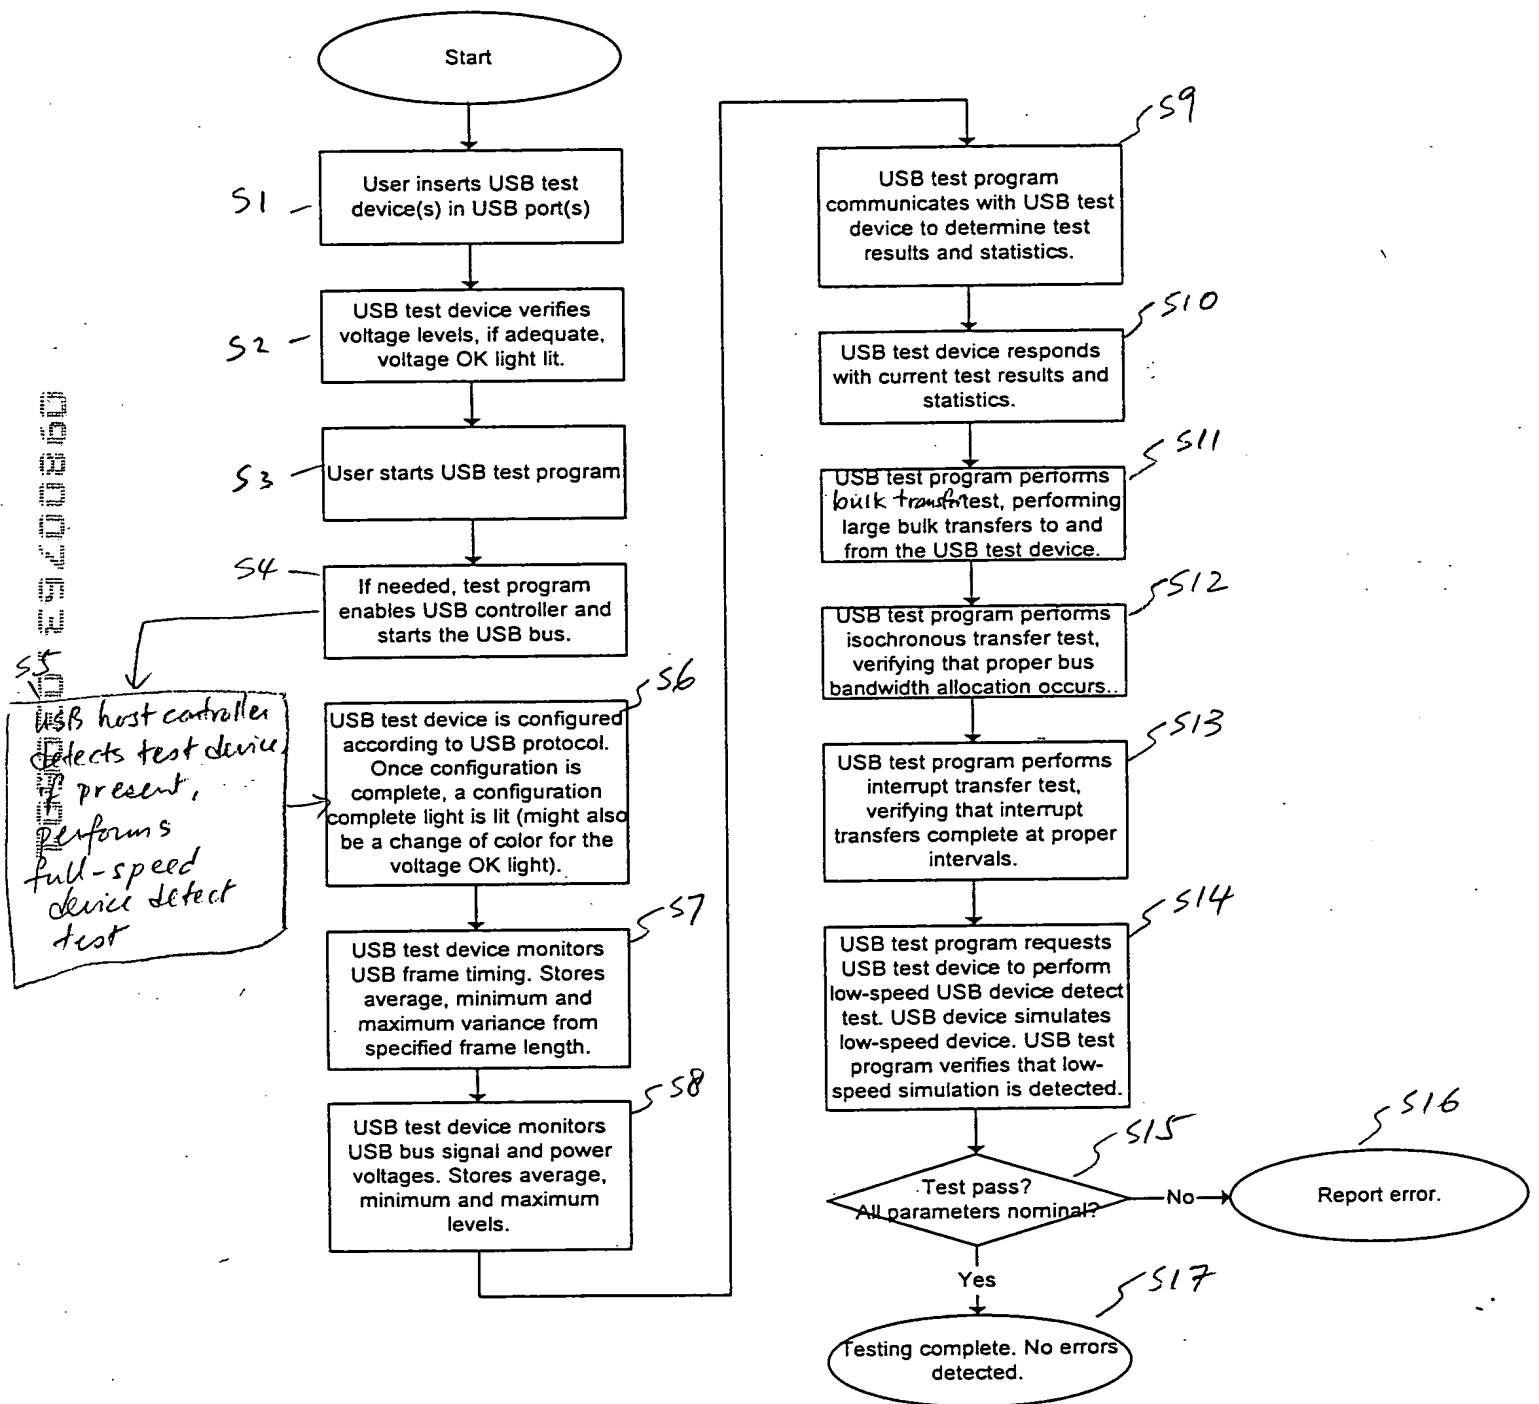 Start
S1
User inserts USB test
device(s) in USB port(s)
S2
USB test device verifies
voltage levels, if adequate,
voltage OK light lit.
S3
User starts USB test program
S4
If needed, test program
enables USB controller and
starts the USB bus.
S5
USB host controller
detects test device,
if present,
performs
full-speed
device detect
test
S6
USB test device is configured
according to USB protocol.
Once configuration is
complete, a configuration
complete light is lit (might also
be a change of color for the
voltage OK light).
S7
USB test device monitors
USB frame timing. Stores
average, minimum and
maximum variance from
specified frame length.
S8
USB test device monitors
USB bus signal and power
voltages. Stores average,
minimum and maximum
levels.
S9
USB test program
communicates with USB test
device to determine test
results and statistics.
S10
USB test device responds
with current test results and
statistics.
S11
USB test program performs
bulk transfer test, performing
large bulk transfers to and
from the USB test device.
S12
USB test program performs
isochronous transfer test,
verifying that proper bus
bandwidth allocation occurs..
S13
USB test program performs
interrupt transfer test,
verifying that interrupt
transfers complete at proper
intervals.
S14
USB test program requests
USB test device to perform
low-speed USB device detect
test. USB device simulates
low-speed device. USB test
program verifies that low-
speed simulation is detected.
S15
Test pass?
All parameters nominal?
No
S16
Report error.
Yes
S17
Testing complete. No errors
detected.